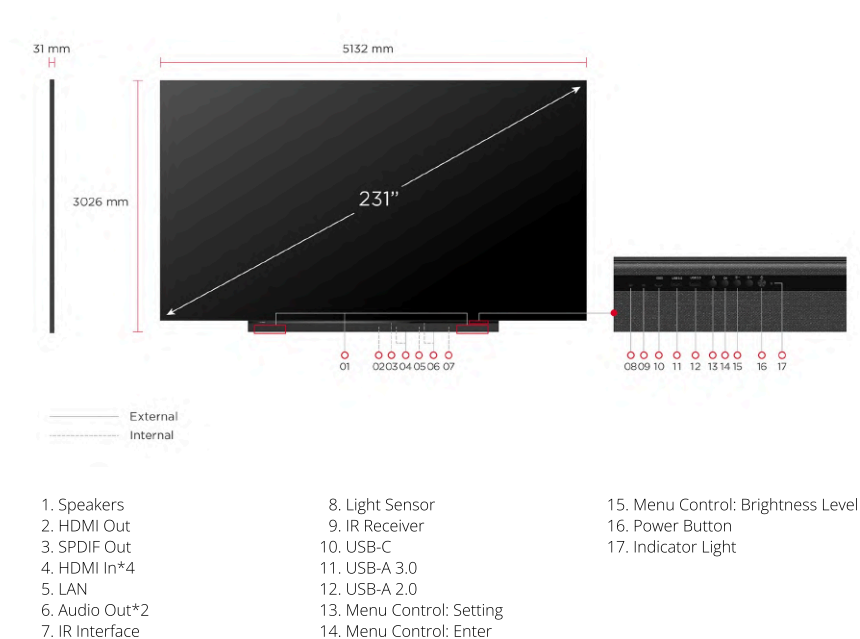 31 mm
5132 mm
3026 mm
231”
01 02 03 04 05 06 07
08 09 10 11 12 13 14 15 16 17
External
Internal
1. Speakers
2. HDMI Out
3. SPDIF Out
4. HDMI In*4
5. LAN
6. Audio Out*2
7. IR Interface
8. Light Sensor
9. IR Receiver
10. USB-C
11. USB-A 3.0
12. USB-A 2.0
13. Menu Control: Setting
14. Menu Control: Enter
15. Menu Control: Brightness Level
16. Power Button
17. Indicator Light